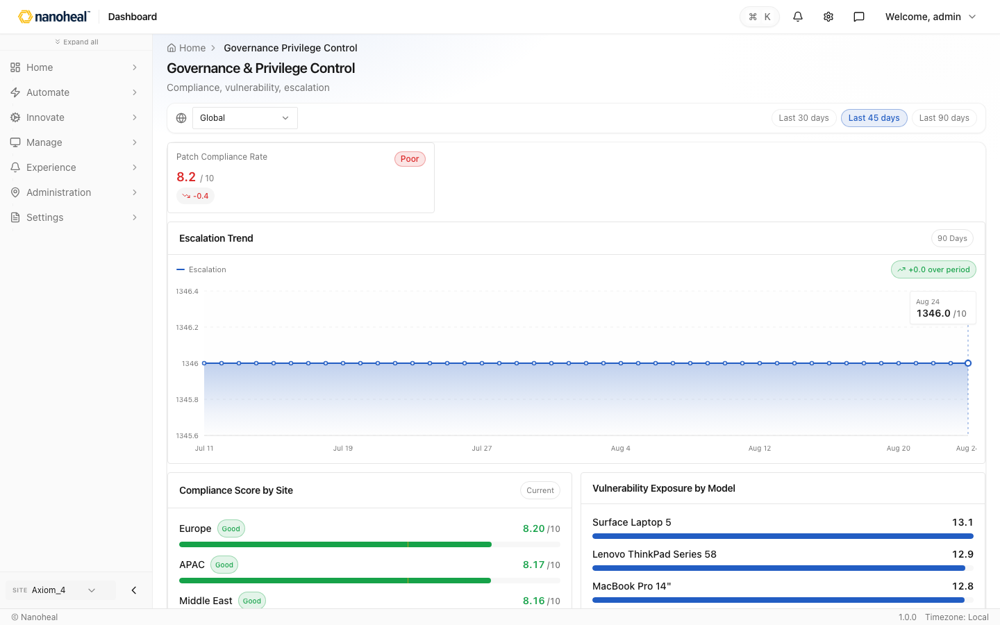 nanoheal™
Dashboard
⌘ K
Welcome, admin
Expand all
Home
Automate
Innovate
Manage
Experience
Administration
Settings
SITE Axiom_4
Home > Governance Privilege Control
Governance & Privilege Control
Compliance, vulnerability, escalation
Global
Last 30 days
Last 45 days
Last 90 days
Patch Compliance Rate
Poor
8.2 / 10
-0.4
Escalation Trend
90 Days
Escalation
+0.0 over period
1346.4
1346.2
1346
1345.8
1345.6
Aug 24
1346.0 /10
Jul 11
Jul 19
Jul 27
Aug 4
Aug 12
Aug 20
Aug 2
Compliance Score by Site
Current
Europe Good 8.20 /10
APAC Good 8.17 /10
Middle East Good 8.16 /10
Vulnerability Exposure by Model
Surface Laptop 5 13.1
Lenovo ThinkPad Series 58 12.9
MacBook Pro 14" 12.8
© Nanoheal
1.0.0 Timezone: Local